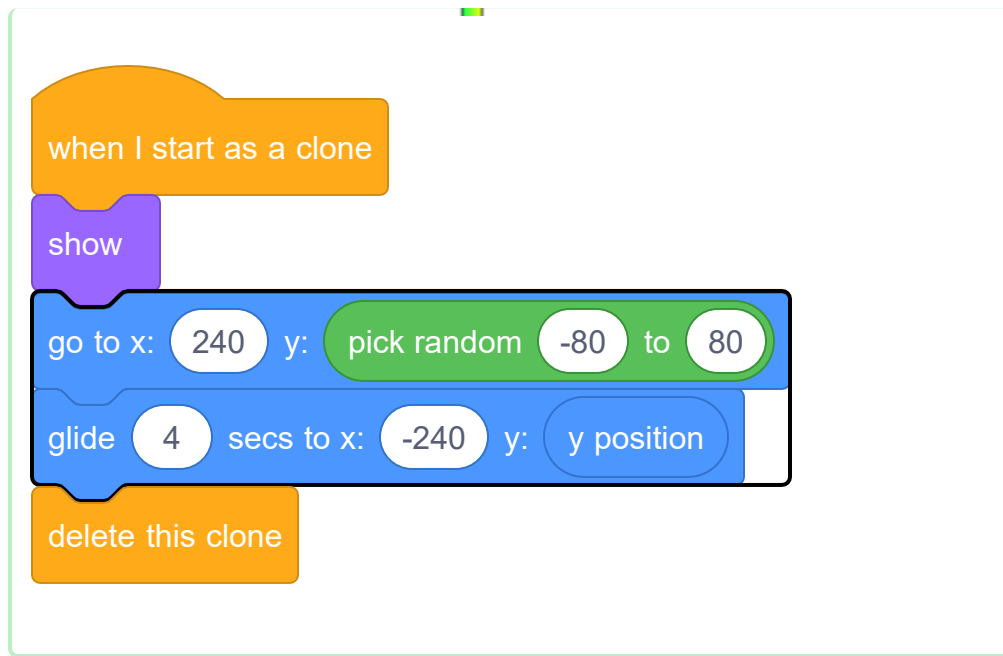 when I start as a clone
show
go to x: 240 y: pick random -80 to 80
glide 4 secs to x: -240 y: y position
delete this clone